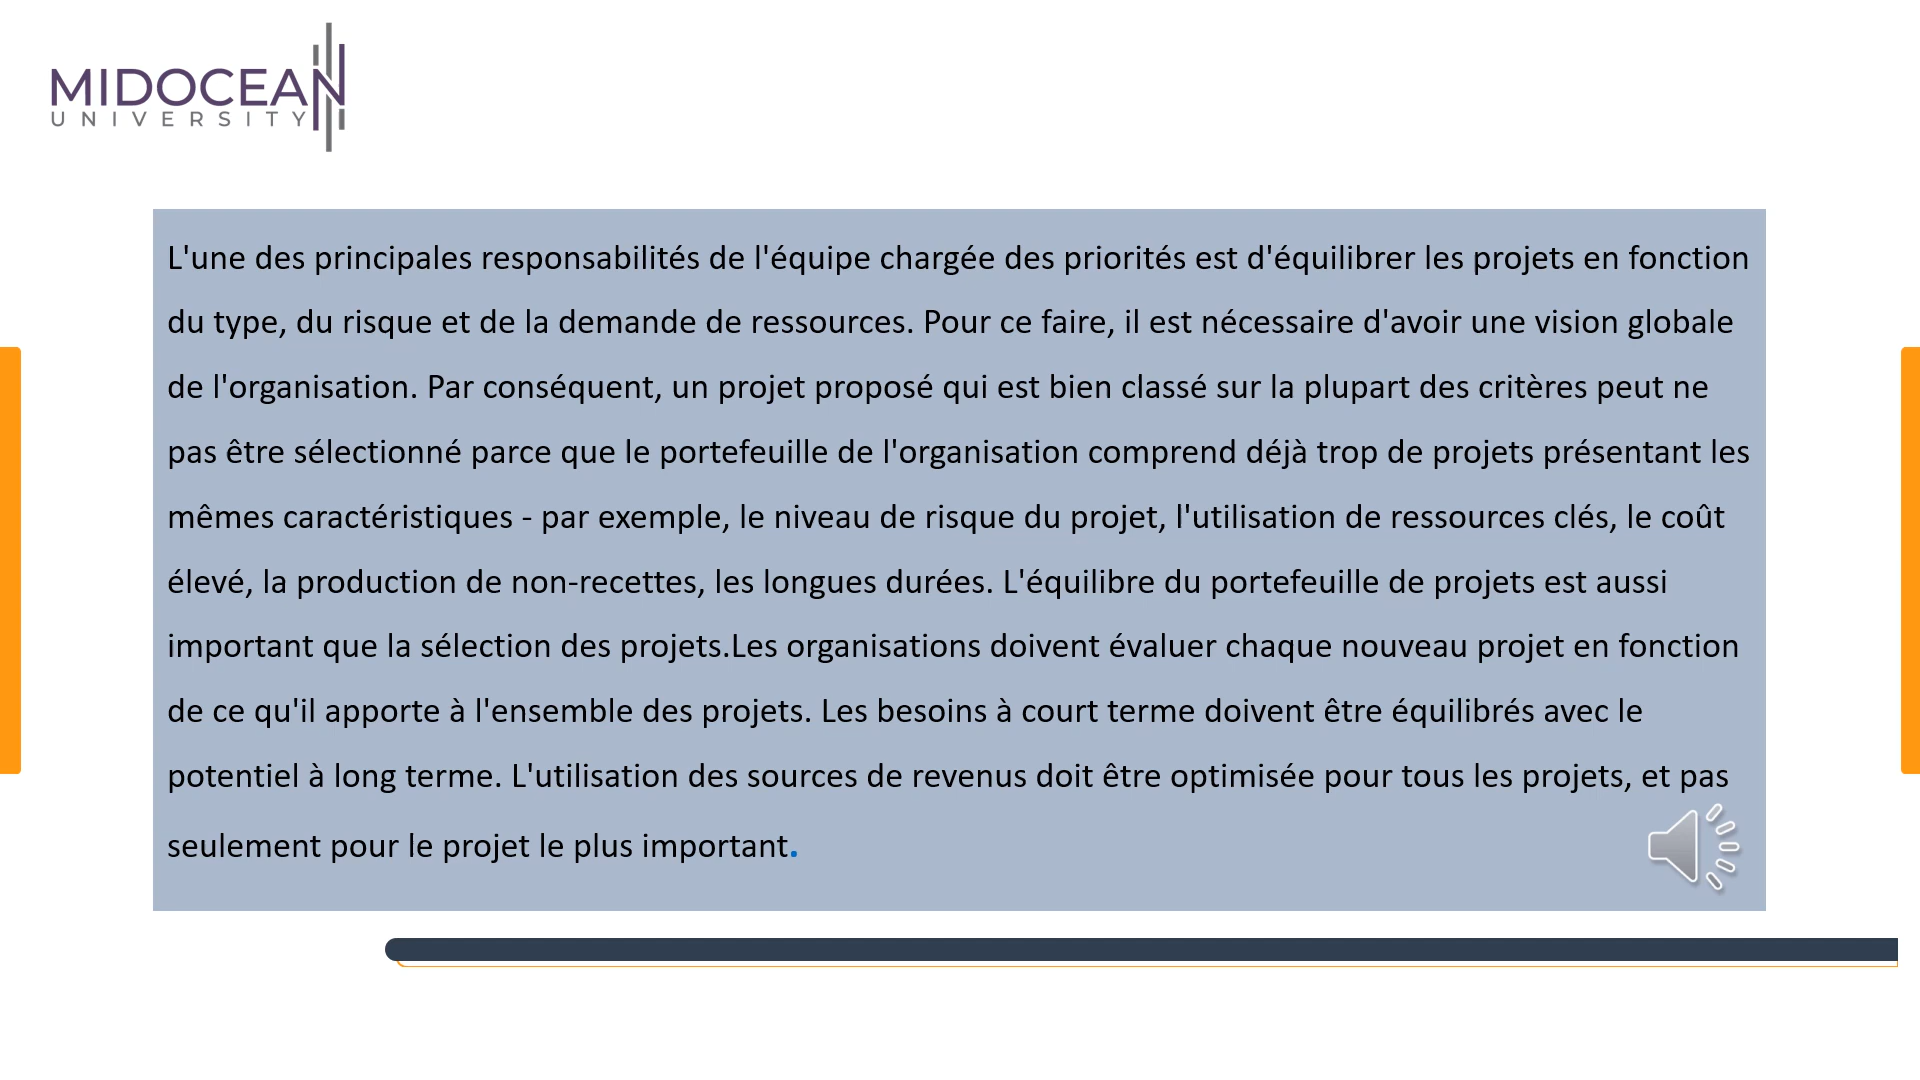 MIDOCEAN
UNIVERSITY
L'une des principales responsabilités de l'équipe chargée des priorités est d'équilibrer les projets en fonction
du type, du risque et de la demande de ressources. Pour ce faire, il est nécessaire d'avoir une vision globale
de l'organisation. Par conséquent, un projet proposé qui est bien classé sur la plupart des critères peut ne
pas être sélectionné parce que le portefeuille de l'organisation comprend déjà trop de projets présentant les
mêmes caractéristiques - par exemple, le niveau de risque du projet, l'utilisation de ressources clés, le coût
élevé, la production de non-recettes, les longues durées. L'équilibre du portefeuille de projets est aussi
important que la sélection des projets.Les organisations doivent évaluer chaque nouveau projet en fonction
de ce qu'il apporte à l'ensemble des projets. Les besoins à court terme doivent être équilibrés avec le
potentiel à long terme. L'utilisation des sources de revenus doit être optimisée pour tous les projets, et pas
seulement pour le projet le plus important.